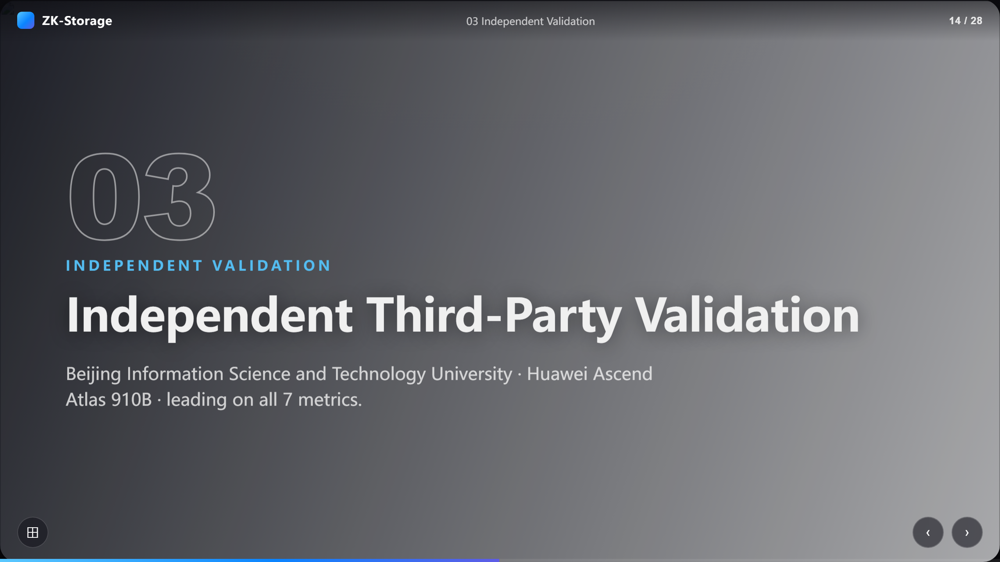 ZK-Storage
03 Independent Validation
14 / 28
03
INDEPENDENT VALIDATION
Independent Third-Party Validation
Beijing Information Science and Technology University · Huawei Ascend
Atlas 910B · leading on all 7 metrics.